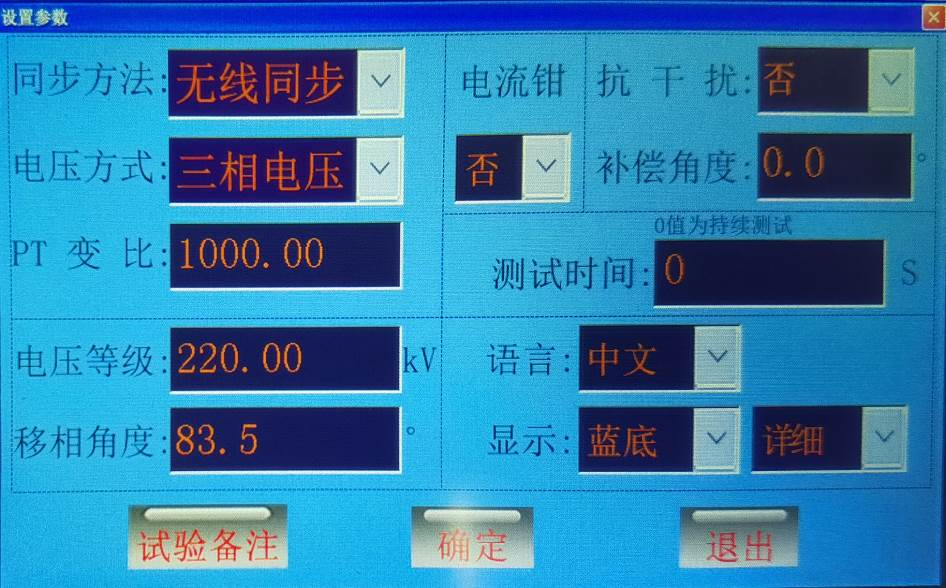 设置参数
同步方法: 无线同步
电流钳
抗 干 扰: 否
电压方式: 三相电压
否
补偿角度: 0.0 °
PT 变 比: 1000.00
0值为持续测试
测试时间: 0 S
电压等级: 220.00 kV
语言: 中文
移相角度: 83.5 °
显示: 蓝底 详细
试验备注 确定 退出